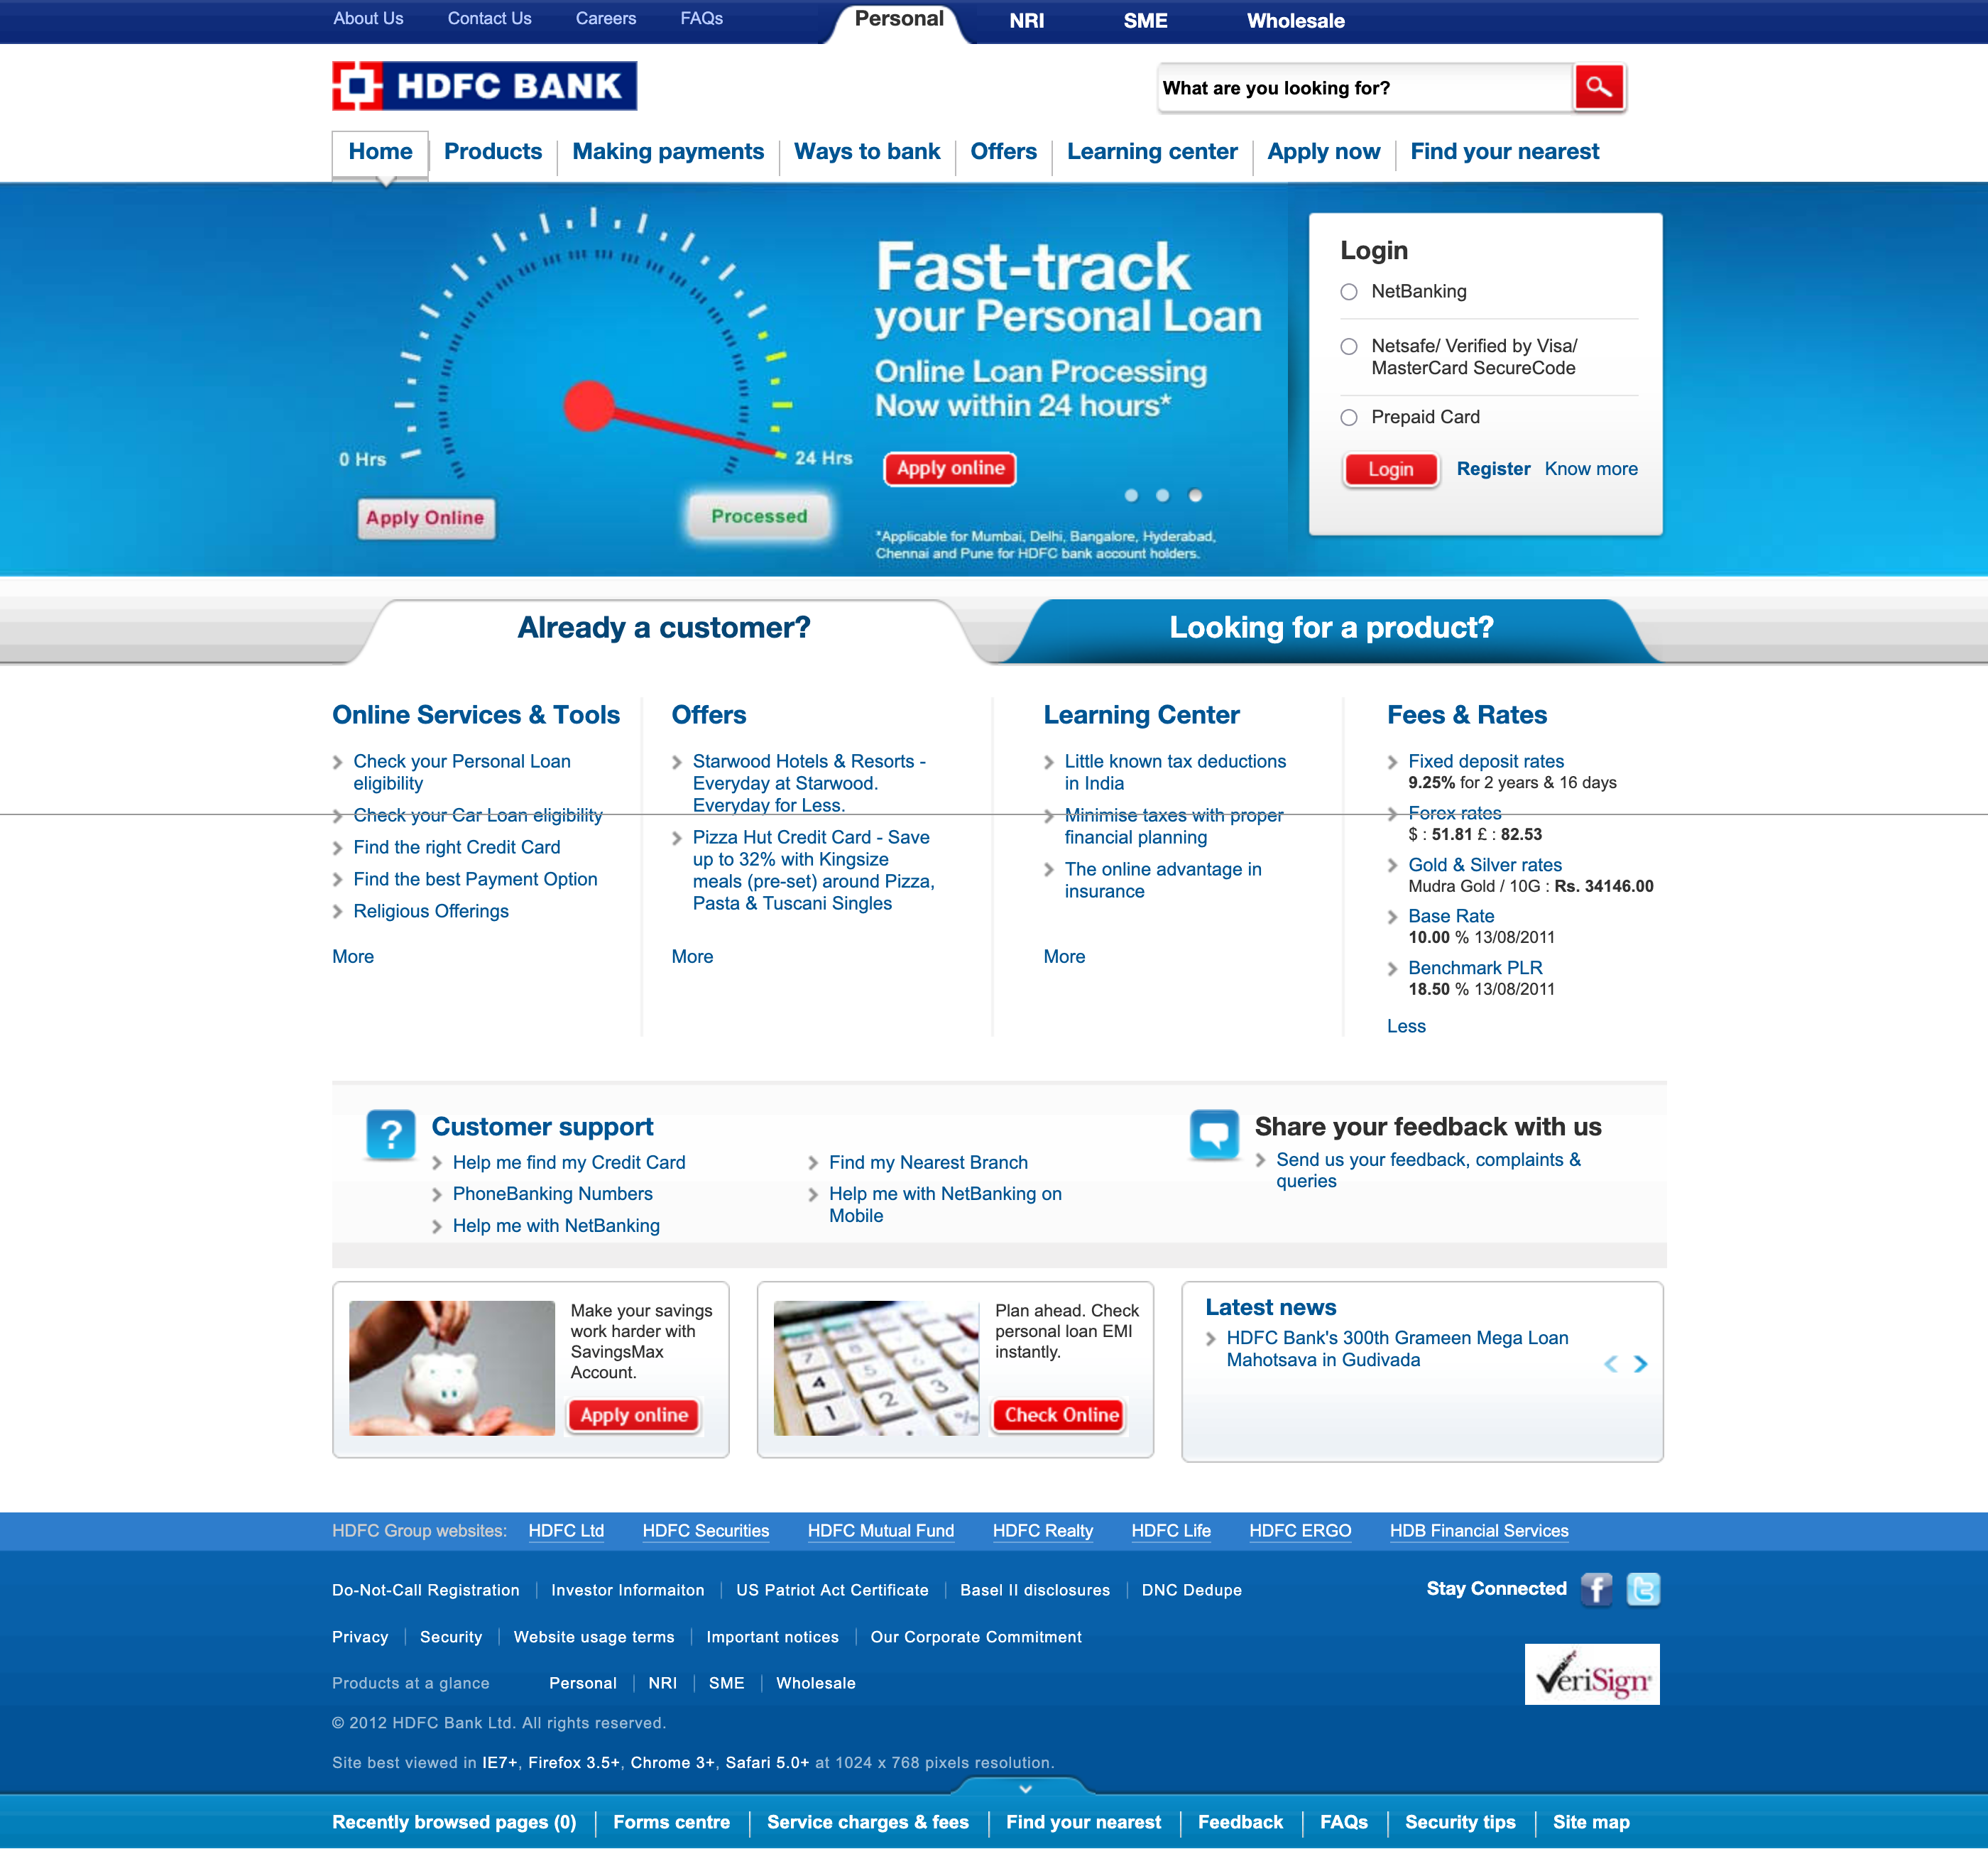 About Us Contact Us Careers FAQs Personal NRI SME Wholesale
HDFC BANK
What are you looking for?
Home Products Making payments Ways to bank Offers Learning center Apply now Find your nearest
Fast-track
your Personal Loan
Online Loan Processing
Now within 24 hours*
0 Hrs
24 Hrs
Apply online
Apply Online
Processed
*Applicable for Mumbai, Delhi, Bangalore, Hyderabad,
Chennai and Pune for HDFC bank account holders.
Login
NetBanking
Netsafe/ Verified by Visa/
MasterCard SecureCode
Prepaid Card
Login Register Know more
Already a customer?
Looking for a product?
Online Services & Tools
Check your Personal Loan
eligibility
Check your Car Loan eligibility
Find the right Credit Card
Find the best Payment Option
Religious Offerings
More
Offers
Starwood Hotels & Resorts -
Everyday at Starwood.
Everyday for Less.
Pizza Hut Credit Card - Save
up to 32% with Kingsize
meals (pre-set) around Pizza,
Pasta & Tuscani Singles
More
Learning Center
Little known tax deductions
in India
Minimise taxes with proper
financial planning
The online advantage in
insurance
More
Fees & Rates
Fixed deposit rates
9.25% for 2 years & 16 days
Forex rates
$ : 51.81 £ : 82.53
Gold & Silver rates
Mudra Gold / 10G : Rs. 34146.00
Base Rate
10.00 % 13/08/2011
Benchmark PLR
18.50 % 13/08/2011
Less
Customer support
Help me find my Credit Card
PhoneBanking Numbers
Help me with NetBanking
Find my Nearest Branch
Help me with NetBanking on
Mobile
Share your feedback with us
Send us your feedback, complaints &
queries
Make your savings
work harder with
SavingsMax
Account.
Apply online
7 8 5 4 5 6 1 2 3 %
Plan ahead. Check
personal loan EMI
instantly.
Check Online
Latest news
HDFC Bank's 300th Grameen Mega Loan
Mahotsava in Gudivada
HDFC Group websites: HDFC Ltd HDFC Securities HDFC Mutual Fund HDFC Realty HDFC Life HDFC ERGO HDB Financial Services
Do-Not-Call Registration Investor Informaiton US Patriot Act Certificate Basel II disclosures DNC Dedupe
Stay Connected f t
Privacy Security Website usage terms Important notices Our Corporate Commitment
VeriSign
Products at a glance Personal NRI SME Wholesale
© 2012 HDFC Bank Ltd. All rights reserved.
Site best viewed in IE7+, Firefox 3.5+, Chrome 3+, Safari 5.0+ at 1024 x 768 pixels resolution.
Recently browsed pages (0) Forms centre Service charges & fees Find your nearest Feedback FAQs Security tips Site map